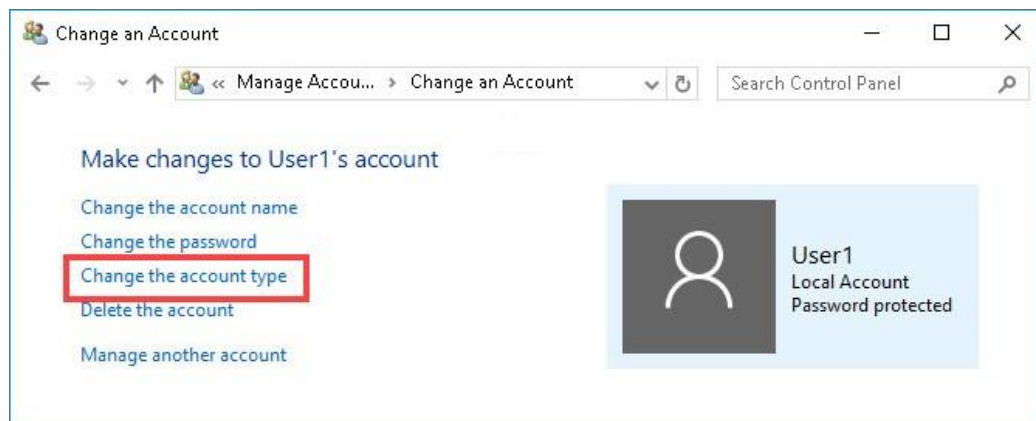 Change an Account
« Manage Accou... › Change an Account
Search Control Panel
Make changes to User1's account
Change the account name
Change the password
Change the account type
Delete the account
Manage another account
User1
Local Account
Password protected